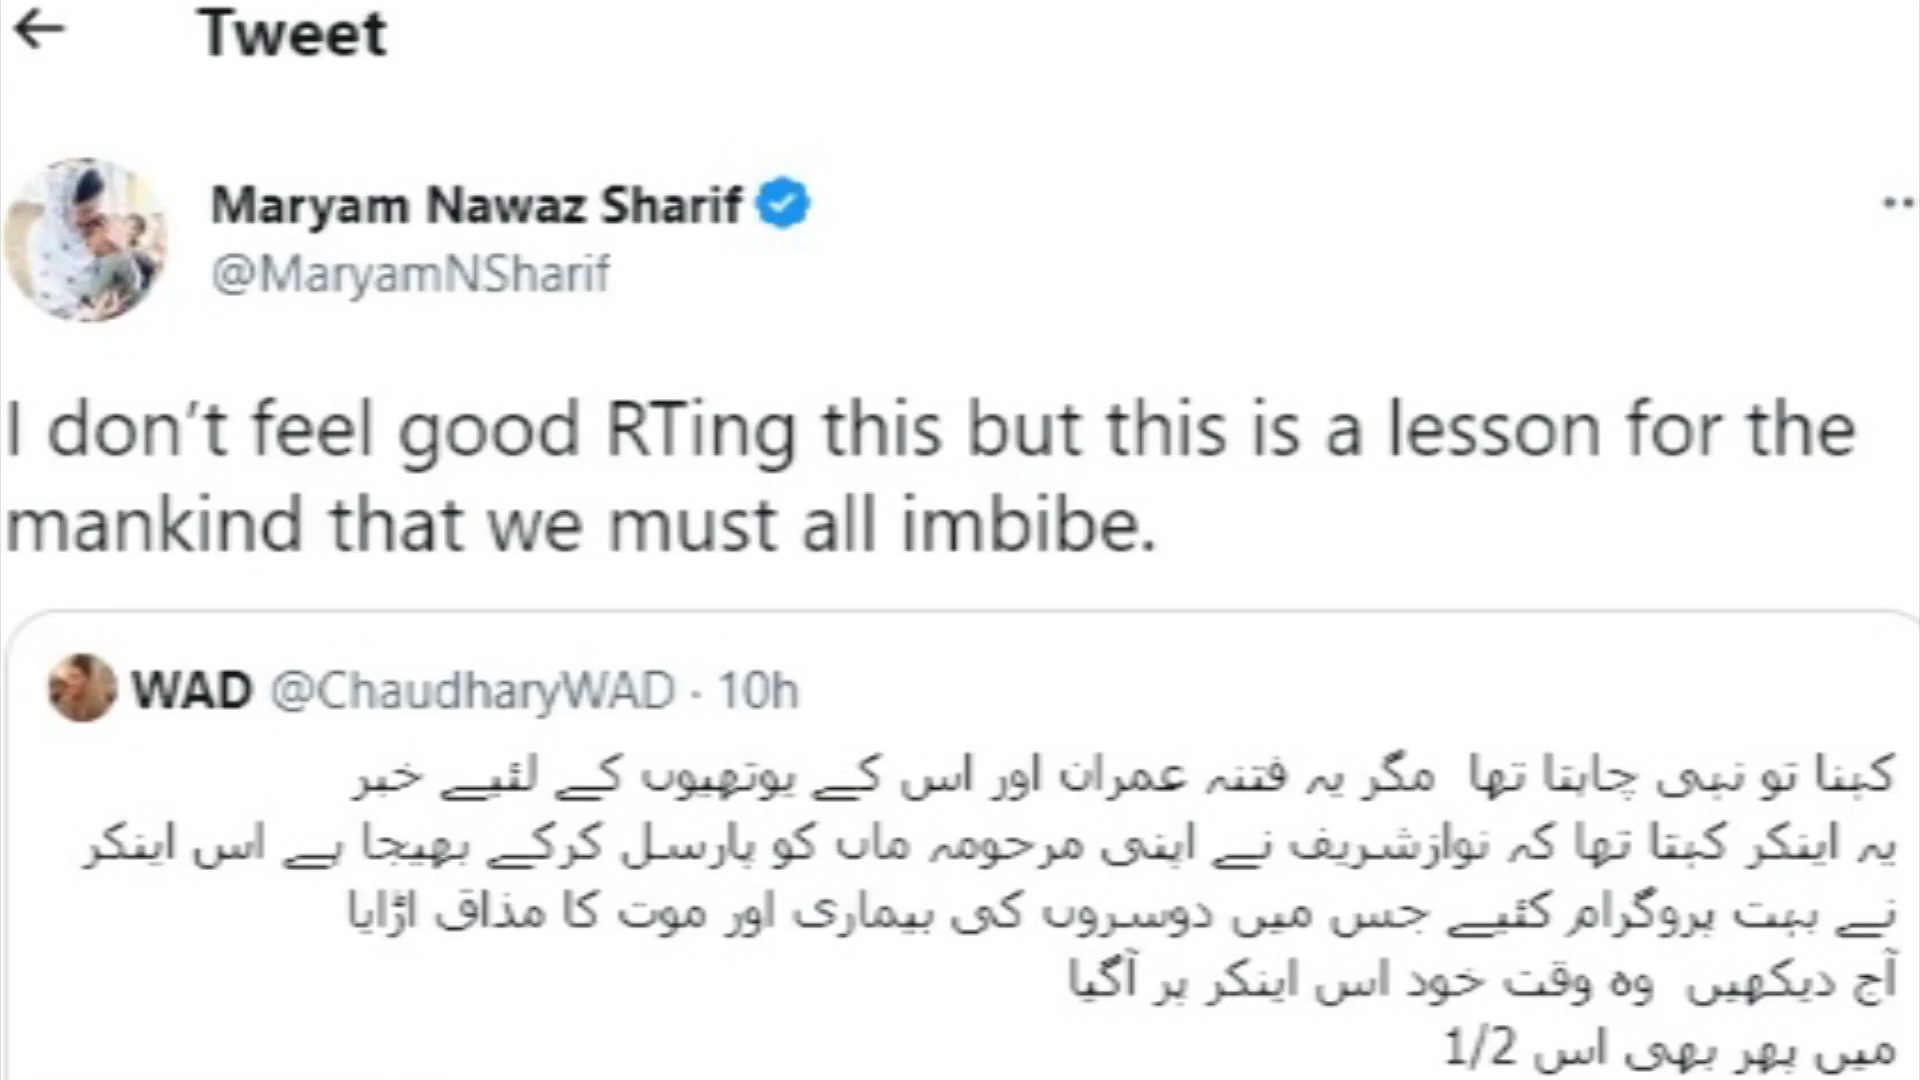 Tweet
Maryam Nawaz Sharif
@MaryamNSharif
I don't feel good RTing this but this is a lesson for the
mankind that we must all imbibe.
WAD @ChaudharyWAD · 10h
کہنا تو نہی چاہتا تھا مگر یہ فتنہ عمران اور اس کے یوتھیوں کے لئیے خبر
یہ اینکر کہتا تھا کہ نوازشریف نے اپنی مرحومہ ماں کو پارسل کرکے بھیجا ہے اس اینکر
نے بہت پروگرام کئیے جس میں دوسروں کی بیماری اور موت کا مذاق اڑایا
آج دیکھیں وہ وقت خود اس اینکر پر آگیا
میں پھر بھی اس 1/2